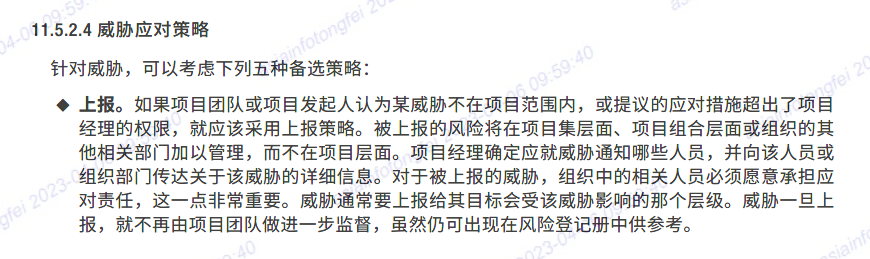 11.5.2.4 威胁应对策略
针对威胁，可以考虑下列五种备选策略：
◆ 上报。如果项目团队或项目发起人认为某威胁不在项目范围内，或提议的应对措施超出了项目
经理的权限，就应该采用上报策略。被上报的风险将在项目集层面、项目组合层面或组织的其
他相关部门加以管理，而不在项目层面。项目经理确定应就威胁通知哪些人员，并向该人员或
组织部门传达关于该威胁的详细信息。对于被上报的威胁，组织中的相关人员必须愿意承担应
对责任，这一点非常重要。威胁通常要上报给其目标会受该威胁影响的那个层级。威胁一旦上
报，就不再由项目团队做进一步监督，虽然仍可出现在风险登记册中供参考。